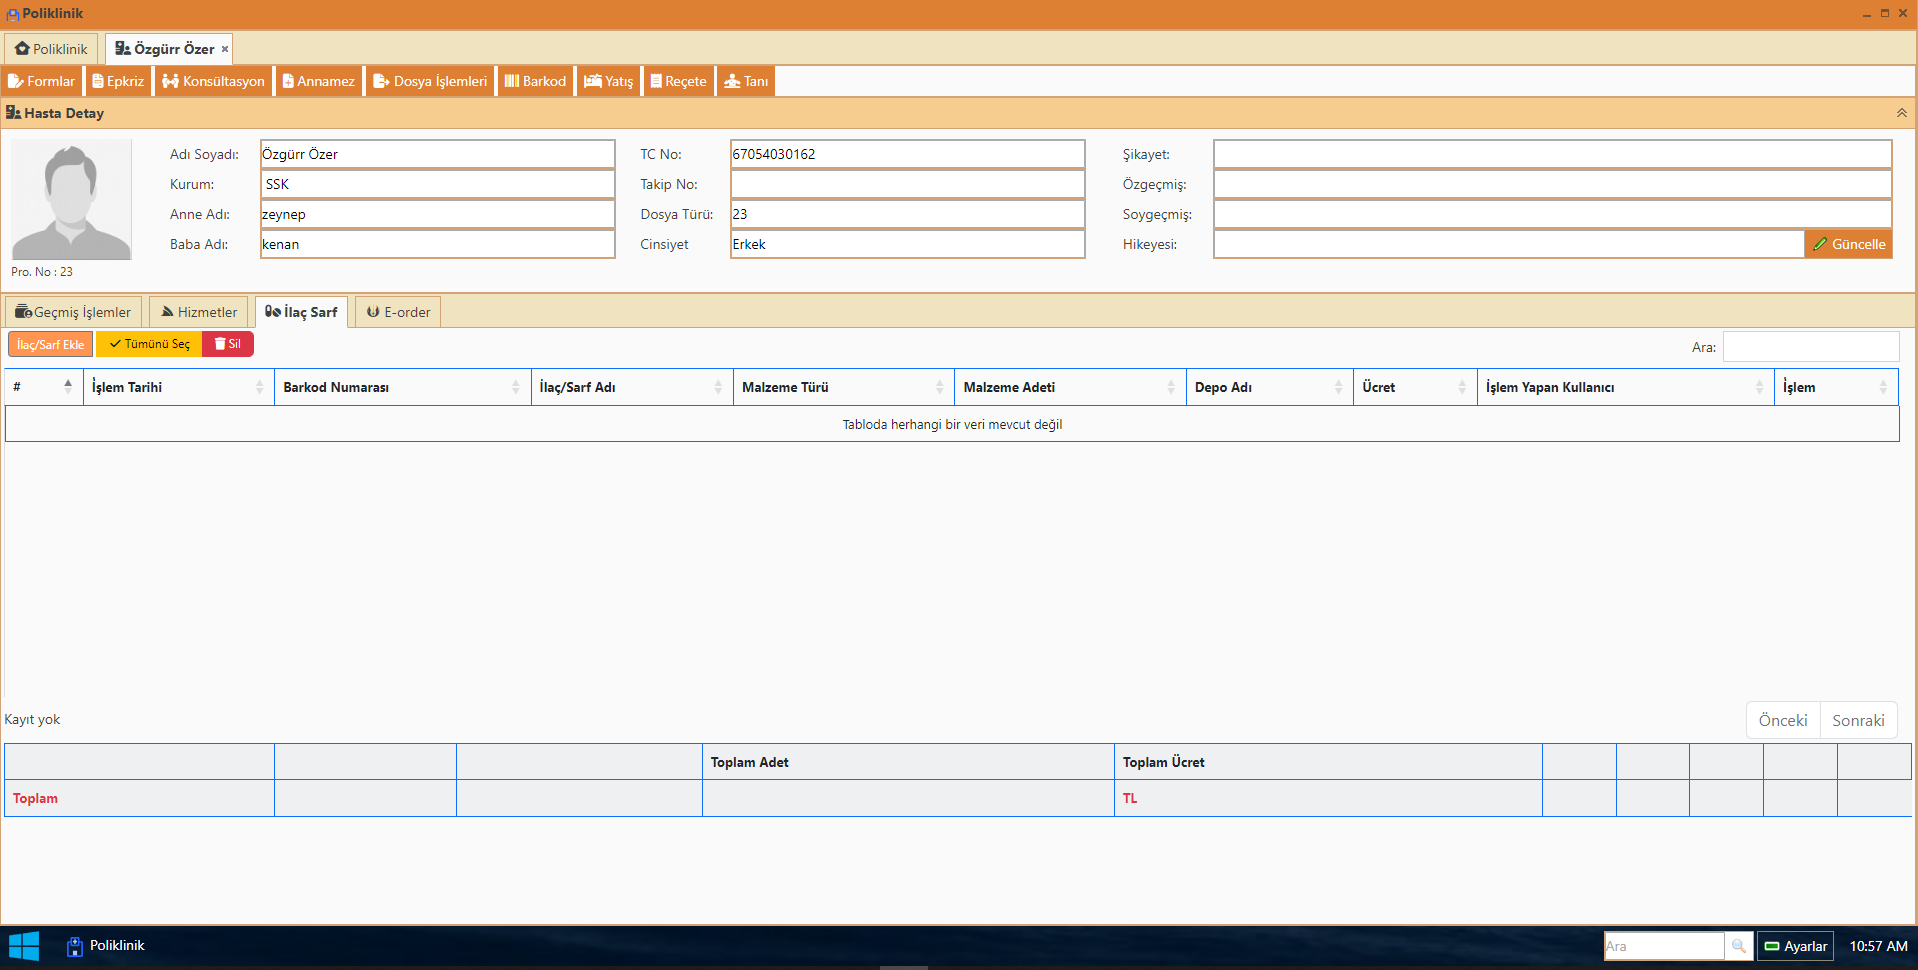 Poliklinik
Poliklinik Özgürr Özer ×
Formlar Epkriz Konsültasyon Annamez Dosya İşlemleri Barkod Yatış Reçete Tanı
Hasta Detay
Adı Soyadı: Özgürr Özer TC No: 67054030162 Şikayet:
Kurum: SSK Takip No: Özgeçmiş:
Anne Adı: zeynep Dosya Türü: 23 Soygeçmiş:
Baba Adı: kenan Cinsiyet Erkek Hikeyesi: Güncelle
Pro. No : 23
Geçmiş İşlemler Hizmetler İlaç Sarf E-order
İlaç/Sarf Ekle Tümünü Seç Sil Ara:
# İşlem Tarihi Barkod Numarası İlaç/Sarf Adı Malzeme Türü Malzeme Adeti Depo Adı Ücret İşlem Yapan Kullanıcı İşlem
Tabloda herhangi bir veri mevcut değil
Kayıt yok Önceki Sonraki
Toplam Adet Toplam Ücret
Toplam TL
Poliklinik Ara Ayarlar 10:57 AM